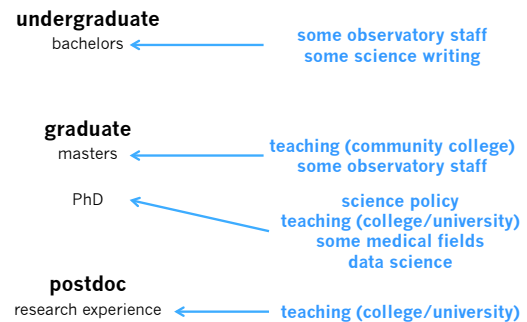 undergraduate
bachelors
some observatory staff
some science writing
graduate
masters
teaching (community college)
some observatory staff
PhD
science policy
teaching (college/university)
some medical fields
data science
postdoc
research experience
teaching (college/university)